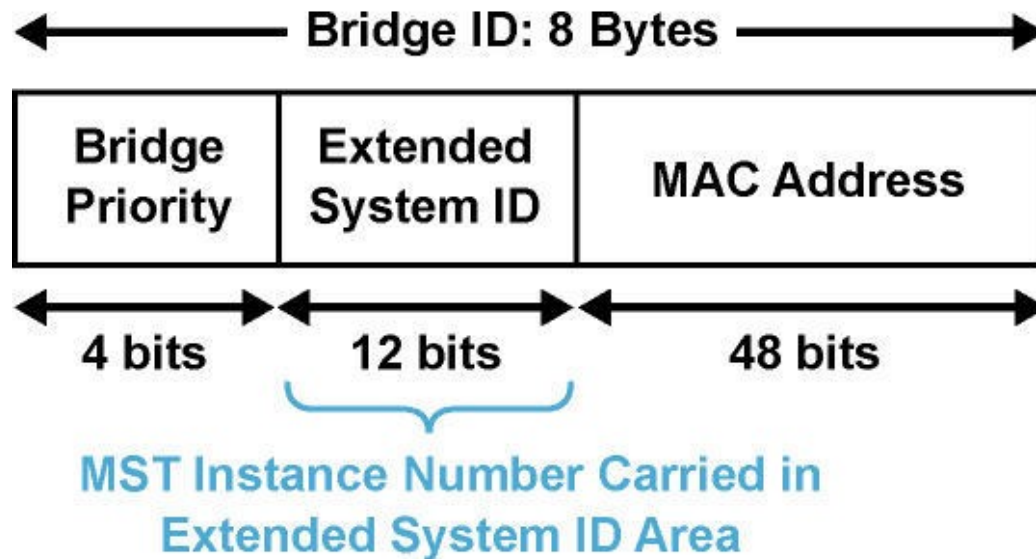 Bridge ID: 8 Bytes
Bridge Priority
Extended System ID
MAC Address
4 bits
12 bits
48 bits
MST Instance Number Carried in
Extended System ID Area